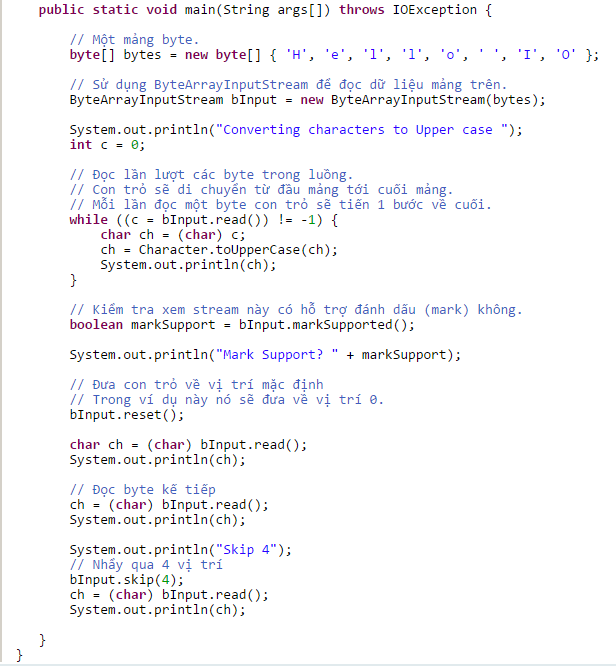 public static void main(String args[]) throws IOException {
// Một mảng byte.
byte[] bytes = new byte[] { 'H', 'e', 'l', 'l', 'o', ' ', 'I', 'O' };
// Sử dụng ByteArrayInputStream để đọc dữ liệu mảng trên.
ByteArrayInputStream bInput = new ByteArrayInputStream(bytes);
System.out.println("Converting characters to Upper case ");
int c = 0;
// Đọc lần lượt các byte trong luồng.
// Con trỏ sẽ di chuyển từ đầu mảng tới cuối mảng.
// Mỗi lần đọc một byte con trỏ sẽ tiến 1 bước về cuối.
while ((c = bInput.read()) != -1) {
char ch = (char) c;
ch = Character.toUpperCase(ch);
System.out.println(ch);
}
// Kiểm tra xem stream này có hỗ trợ đánh dấu (mark) không.
boolean markSupport = bInput.markSupported();
System.out.println("Mark Support? " + markSupport);
// Đưa con trỏ về vị trí mặc định
// Trong ví dụ này nó sẽ đưa về vị trí 0.
bInput.reset();
char ch = (char) bInput.read();
System.out.println(ch);
// Đọc byte kế tiếp
ch = (char) bInput.read();
System.out.println(ch);
System.out.println("Skip 4");
// Nhẩy qua 4 vị trí
bInput.skip(4);
ch = (char) bInput.read();
System.out.println(ch);
}
}